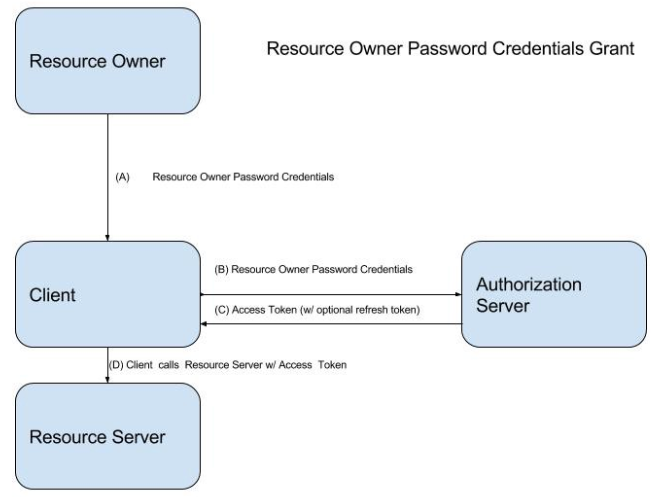 Resource Owner
Resource Owner Password Credentials Grant
(A) Resource Owner Password Credentials
Client
(B) Resource Owner Password Credentials
(C) Access Token (w/ optional refresh token)
Authorization
Server
(D) Client calls Resource Server w/ Access Token
Resource Server